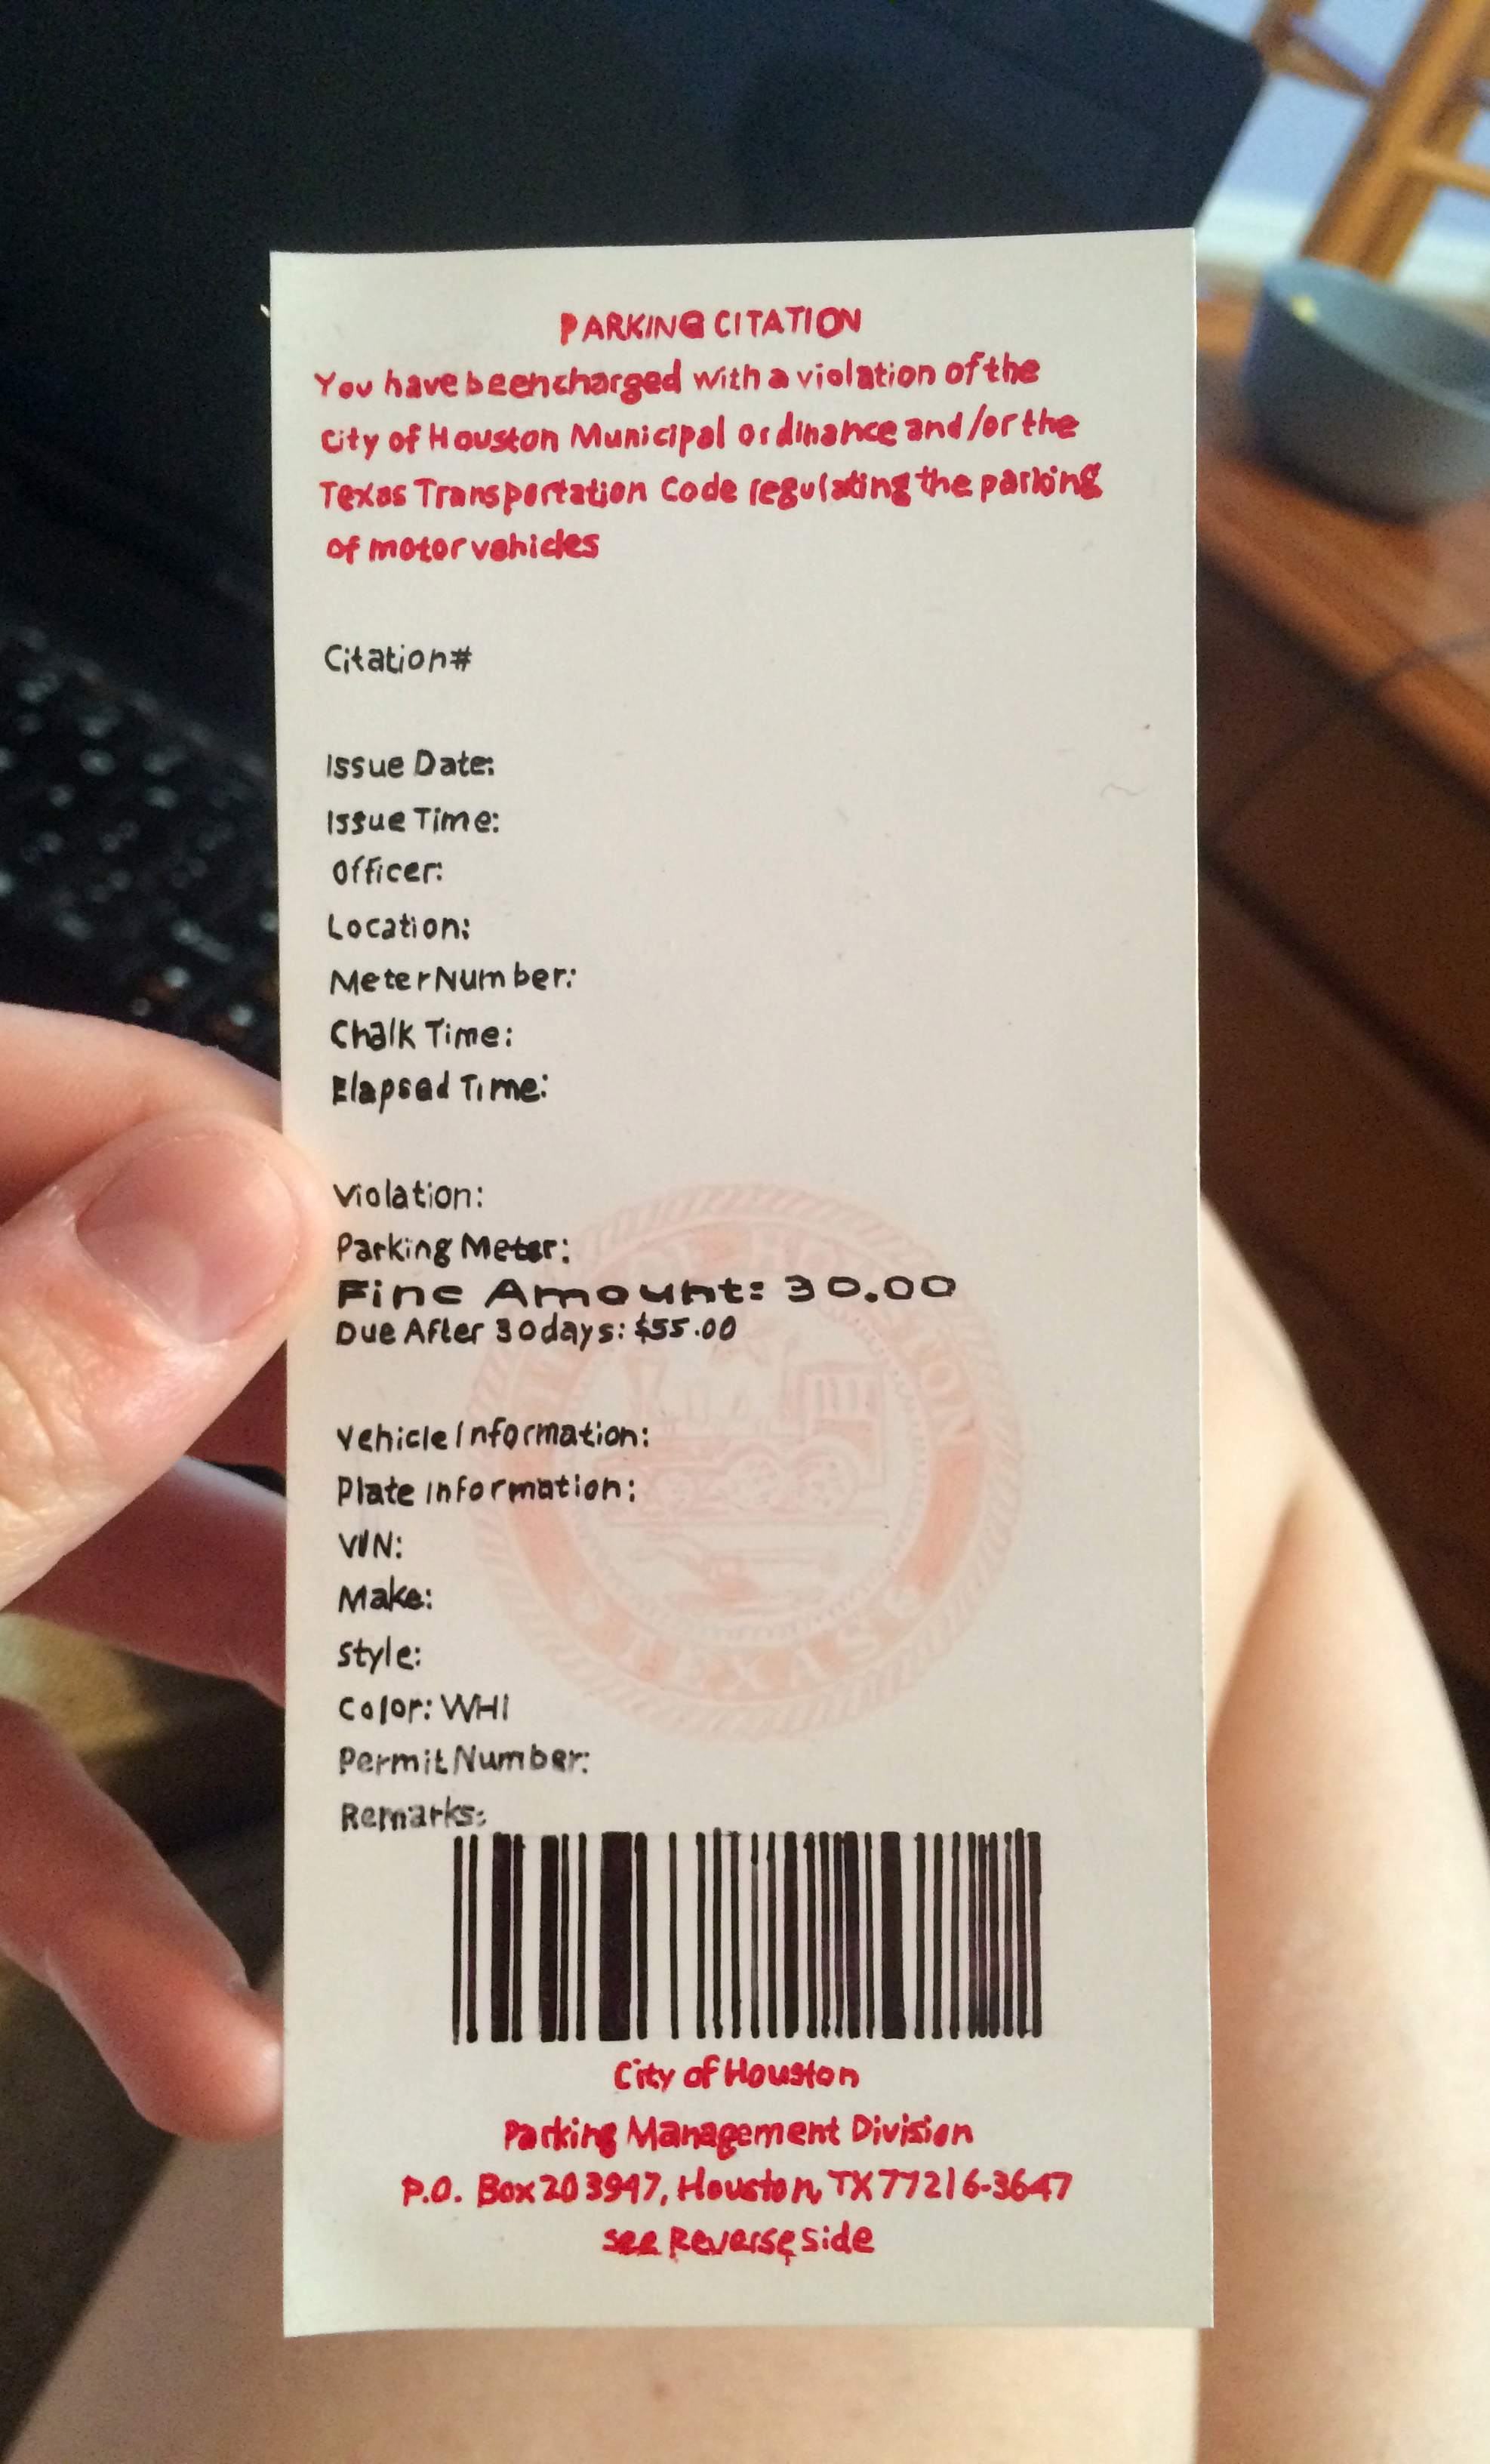 PARKING CITATION
You have been charged with a violation of the
City of Houston Municipal ordinance and/or the
Texas Transportation Code regulating the parking
of motor vehicles
Citation#
Issue Date:
Issue Time:
Officer:
Location:
Meter Number:
Chalk Time:
Elapsed Time:
Violation:
Parking Meter:
Fine Amount: 30.00
Due After 30 days: $55.00
Vehicle Information:
Plate Information:
VIN:
Make:
Style:
Color: WHI
Permit Number:
Remarks:
City of Houston
Parking Management Division
P.O. Box 203947, Houston, TX 77216-3647
see Reverse side
HOUSTON
TEXAS